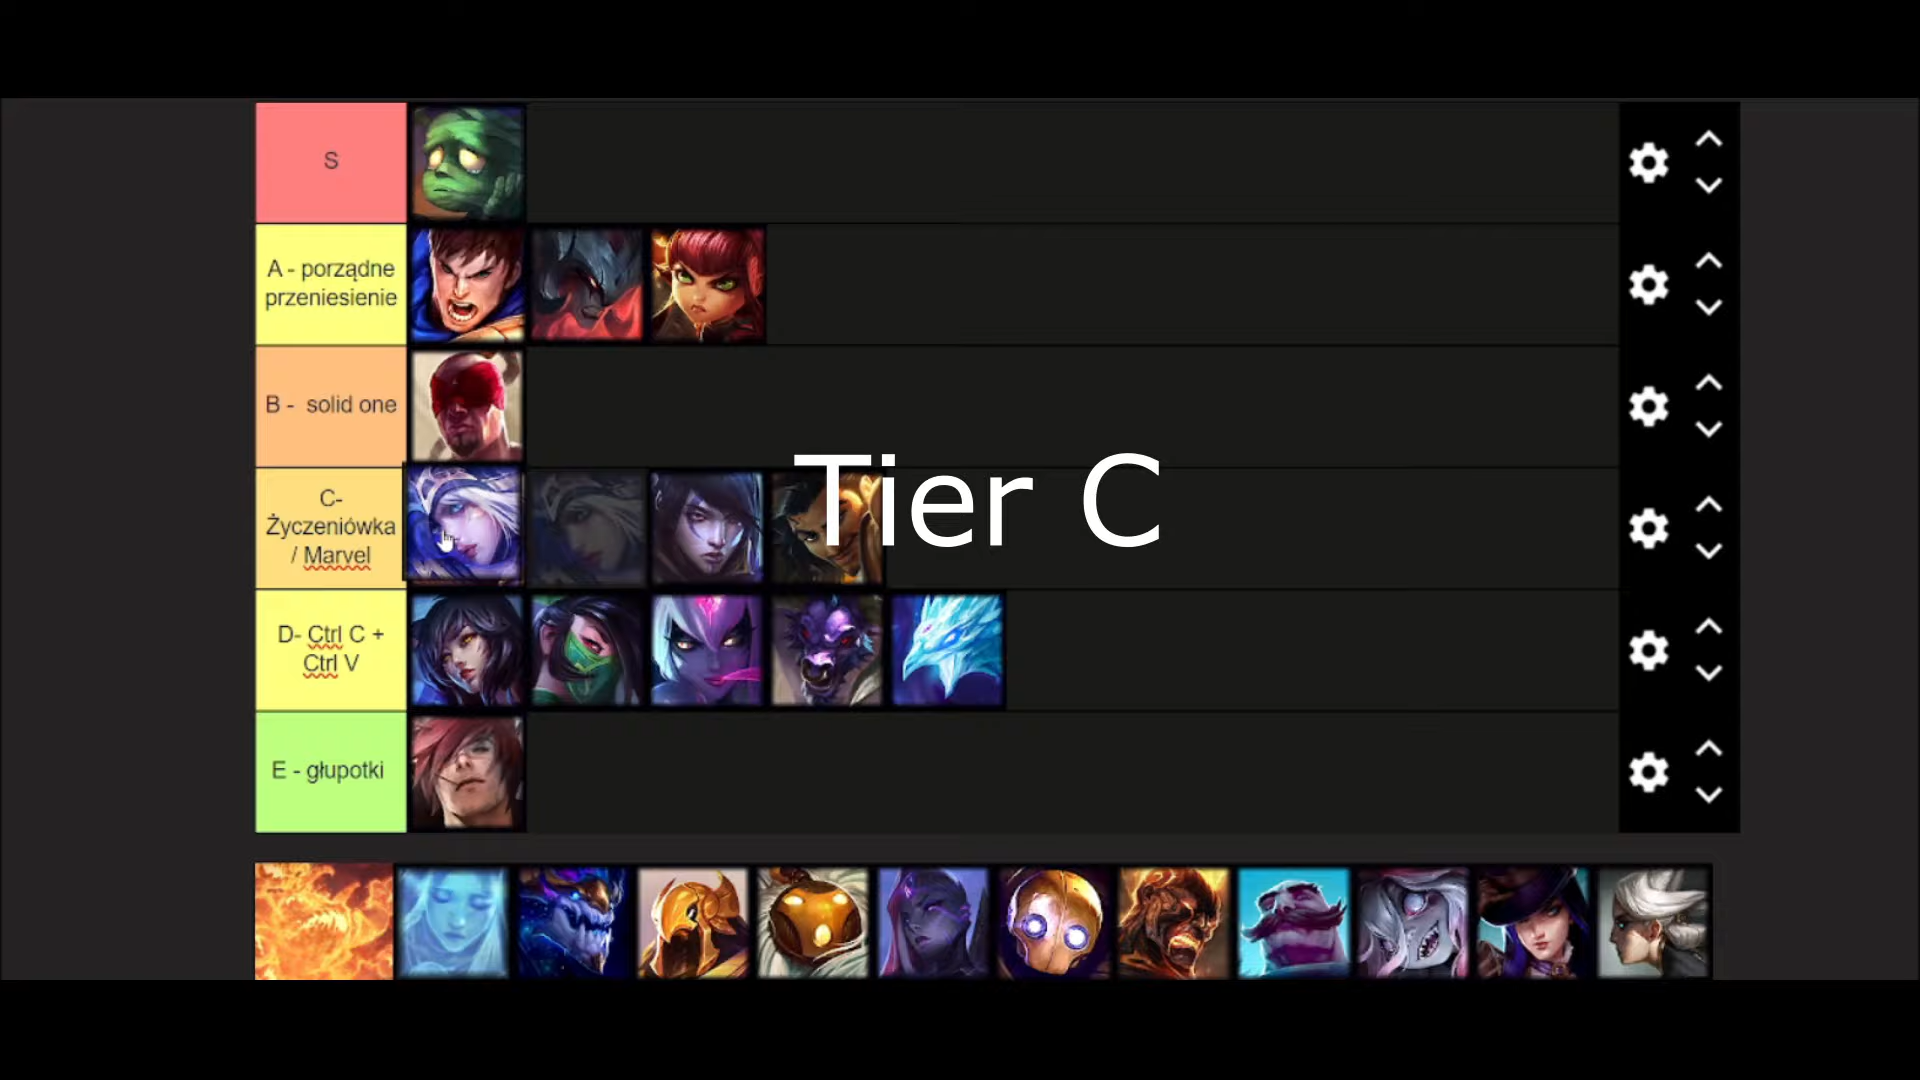 S
A - porządne
przeniesienie
B -  solid one
C-
Życzeniówka
/ Marvel
Tier C
D- Ctrl C +
Ctrl V
E - głupotki